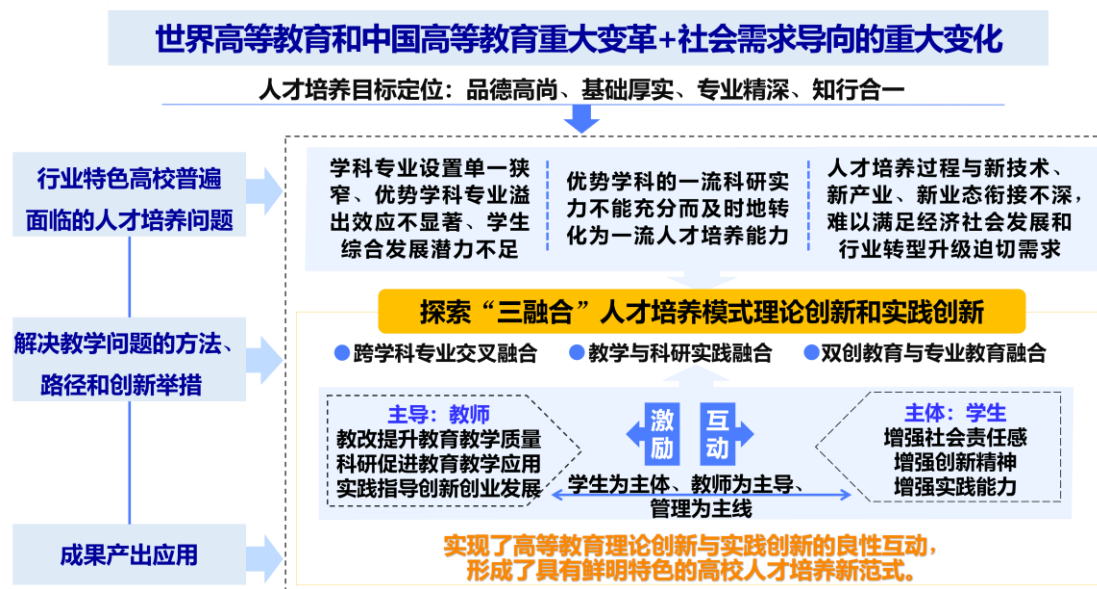 世界高等教育和中国高等教育重大变革+社会需求导向的重大变化
人才培养目标定位：品德高尚、基础厚实、专业精深、知行合一
行业特色高校普遍
面临的人才培养问题
学科专业设置单一狭
窄、优势学科专业溢
出效应不显著、学生
综合发展潜力不足
优势学科的一流科研实
力不能充分而及时地转
化为一流人才培养能力
人才培养过程与新技术、
新产业、新业态衔接不深，
难以满足经济社会发展和
行业转型升级迫切需求
解决教学问题的方法、
路径和创新举措
探索“三融合”人才培养模式理论创新和实践创新
●跨学科专业交叉融合
●教学与科研实践融合
●双创教育与专业教育融合
主导：教师
教改提升教育教学质量
科研促进教育教学应用
实践指导创新创业发展
激励
互动
主体：学生
增强社会责任感
增强创新精神
增强实践能力
学生为主体、教师为主导、
管理为主线
成果产出应用
实现了高等教育理论创新与实践创新的良性互动，
形成了具有鲜明特色的高校人才培养新范式。